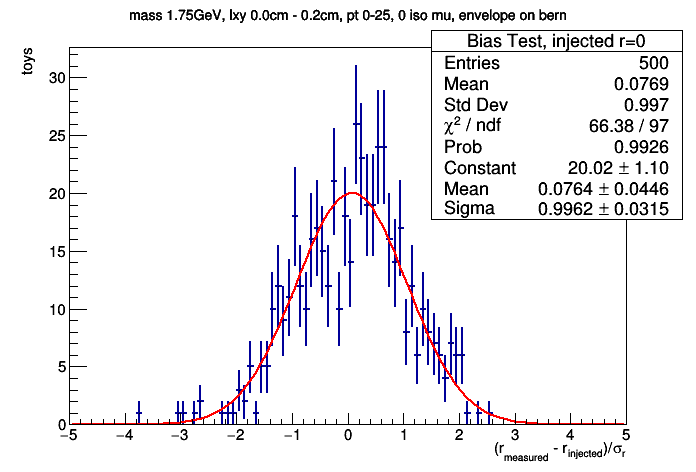 mass 1.75GeV, lxy 0.0cm - 0.2cm, pt 0-25, 0 iso mu, envelope on bern
toys
Bias Test, injected r=0
Entries 500
Mean 0.0769
Std Dev 0.997
χ² / ndf 66.38 / 97
Prob 0.9926
Constant 20.02 ± 1.10
Mean 0.0764 ± 0.0446
Sigma 0.9962 ± 0.0315
30
25
20
15
10
5
0
−5 −4 −3 −2 −1 0 1 2 3 4 5
(r_measured - r_injected)/σ_r